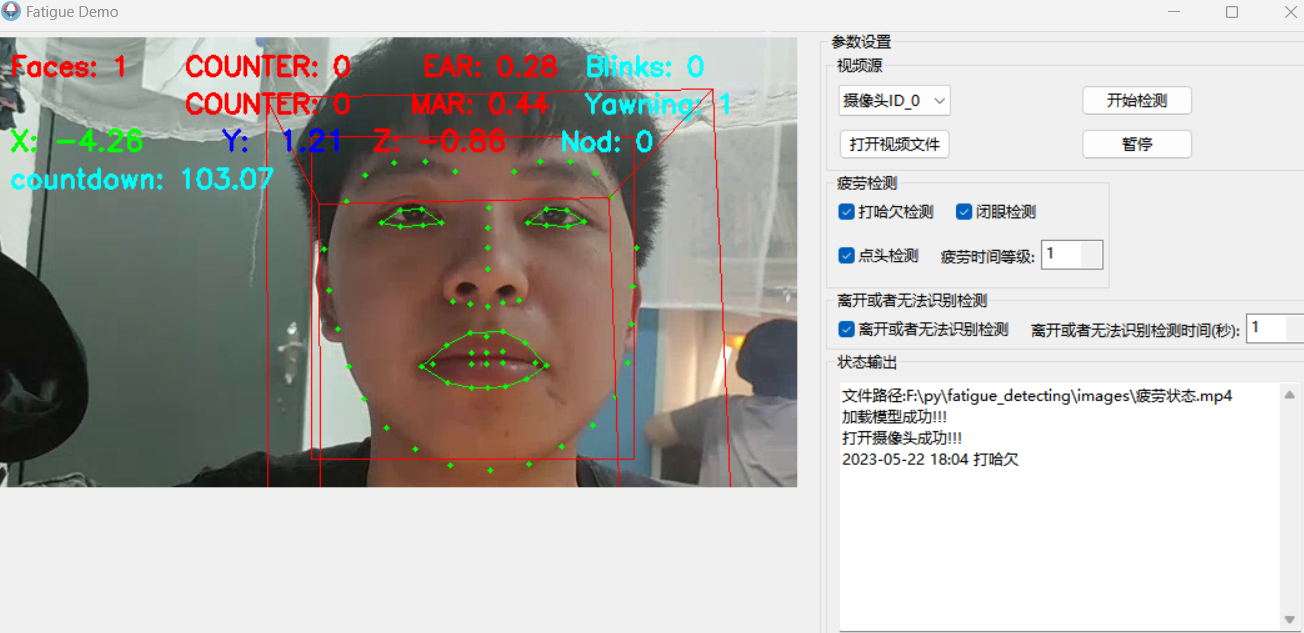 Fatigue Demo
Faces: 1 COUNTER: 0 EAR: 0.28 Blinks: 0
COUNTER: 0 MAR: 0.44 Yawning: 1
X: -4.26 Y: 1.21 Z: -0.86 Nod: 0
countdown: 103.07
参数设置
视频源
摄像头ID_0 开始检测
打开视频文件 暂停
疲劳检测
打哈欠检测 闭眼检测
点头检测 疲劳时间等级: 1
离开或者无法识别检测
离开或者无法识别检测 离开或者无法识别检测时间(秒): 1
状态输出
文件路径:F:\py\fatigue_detecting\images\疲劳状态.mp4
加载模型成功!!!
打开摄像头成功!!!
2023-05-22 18:04 打哈欠